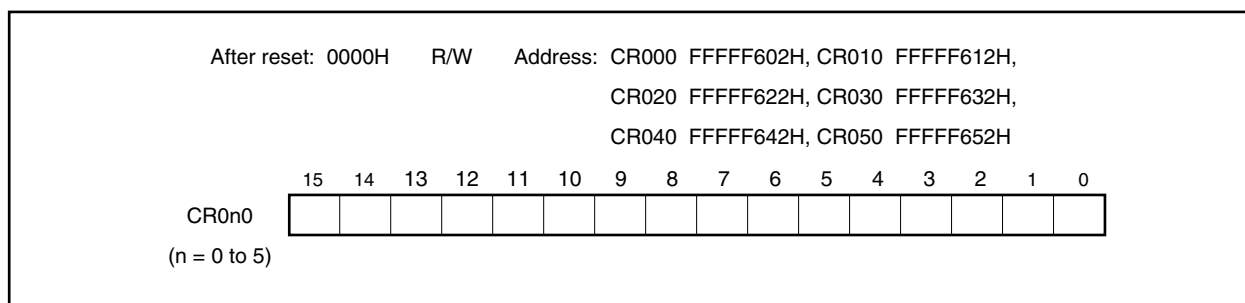 After reset: 0000H R/W Address: CR000 FFFFF602H, CR010 FFFFF612H,
CR020 FFFFF622H, CR030 FFFFF632H,
CR040 FFFFF642H, CR050 FFFFF652H
15 14 13 12 11 10 9 8 7 6 5 4 3 2 1 0
CR0n0
(n = 0 to 5)